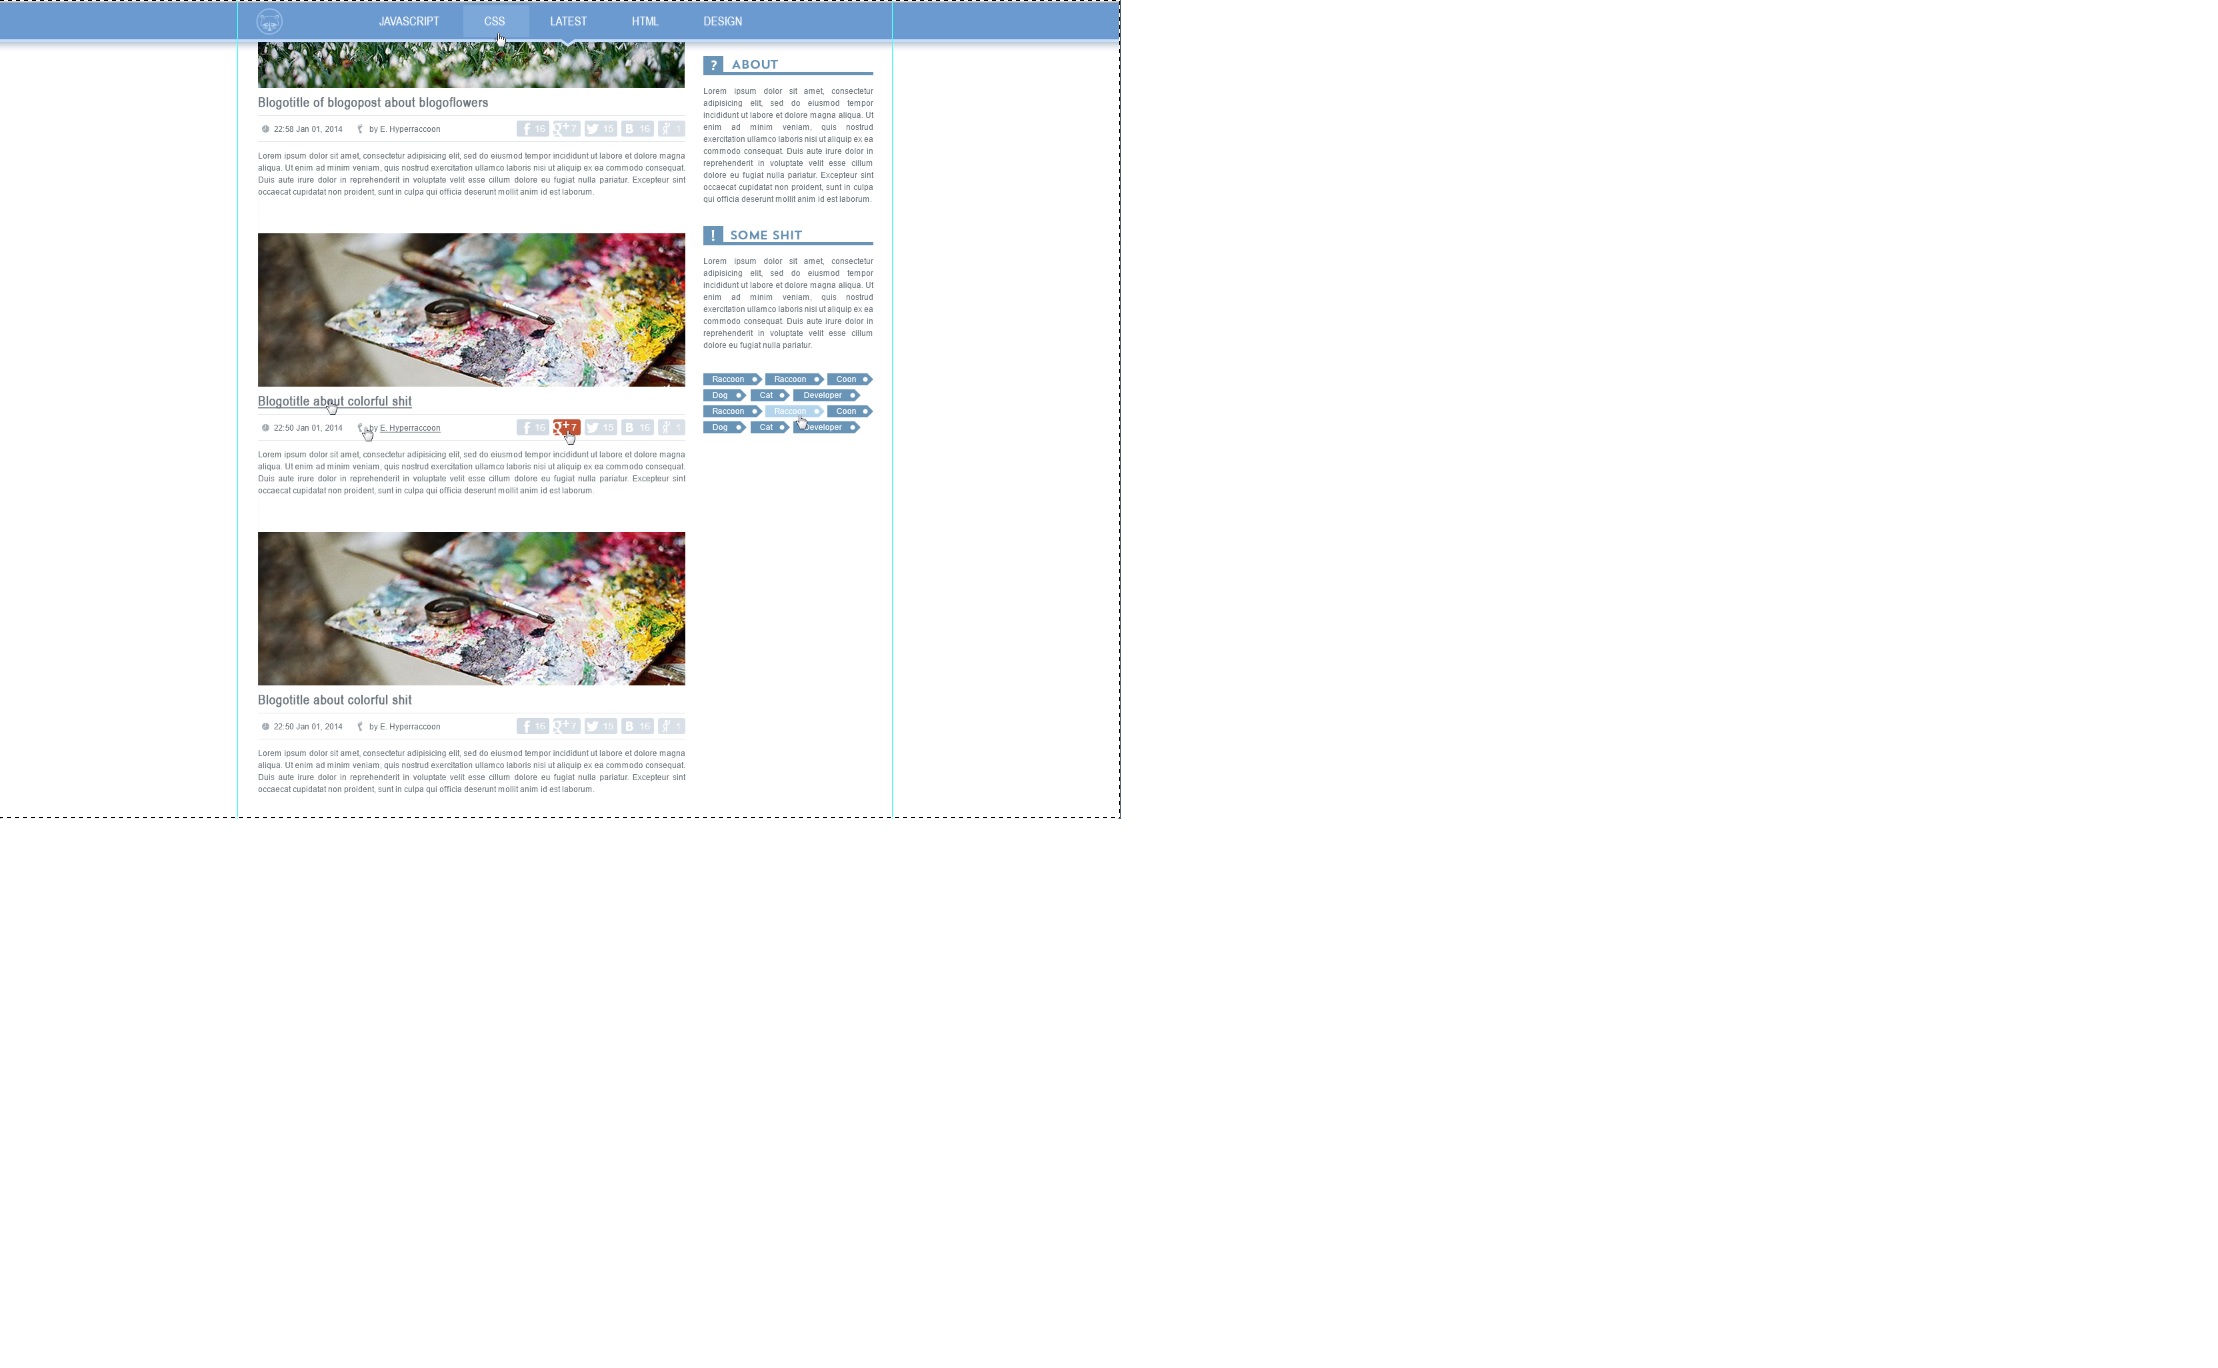 JAVASCRIPT CSS LATEST HTML DESIGN
Blogotitle of blogopost about blogoflowers
22:58 Jan 01, 2014 by E. Hyperraccoon 16 7 15 B 16 1
Lorem ipsum dolor sit amet, consectetur adipisicing elit, sed do eiusmod tempor incididunt ut labore et dolore magna
aliqua. Ut enim ad minim veniam, quis nostrud exercitation ullamco laboris nisi ut aliquip ex ea commodo consequat.
Duis aute irure dolor in reprehenderit in voluptate velit esse cillum dolore eu fugiat nulla pariatur. Excepteur sint
occaecat cupidatat non proident, sunt in culpa qui officia deserunt mollit anim id est laborum.
Blogotitle about colorful shit
22:50 Jan 01, 2014 by E. Hyperraccoon f 16 g+ 7 15 B 16 g 1
Lorem ipsum dolor sit amet, consectetur adipisicing elit, sed do eiusmod tempor incididunt ut labore et dolore magna
aliqua. Ut enim ad minim veniam, quis nostrud exercitation ullamco laboris nisi ut aliquip ex ea commodo consequat.
Duis aute irure dolor in reprehenderit in voluptate velit esse cillum dolore eu fugiat nulla pariatur. Excepteur sint
occaecat cupidatat non proident, sunt in culpa qui officia deserunt mollit anim id est laborum.
Blogotitle about colorful shit
22:50 Jan 01, 2014 by E. Hyperraccoon f 16 g+ 7 15 B 16 g 1
Lorem ipsum dolor sit amet, consectetur adipisicing elit, sed do eiusmod tempor incididunt ut labore et dolore magna
aliqua. Ut enim ad minim veniam, quis nostrud exercitation ullamco laboris nisi ut aliquip ex ea commodo consequat.
Duis aute irure dolor in reprehenderit in voluptate velit esse cillum dolore eu fugiat nulla pariatur. Excepteur sint
occaecat cupidatat non proident, sunt in culpa qui officia deserunt mollit anim id est laborum.
? ABOUT
Lorem ipsum dolor sit amet, consectetur
adipisicing elit, sed do eiusmod tempor
incididunt ut labore et dolore magna aliqua. Ut
enim ad minim veniam, quis nostrud
exercitation ullamco laboris nisi ut aliquip ex ea
commodo consequat. Duis aute irure dolor in
reprehenderit in voluptate velit esse cillum
dolore eu fugiat nulla pariatur. Excepteur sint
occaecat cupidatat non proident, sunt in culpa
qui officia deserunt mollit anim id est laborum.
! SOME SHIT
Lorem ipsum dolor sit amet, consectetur
adipisicing elit, sed do eiusmod tempor
incididunt ut labore et dolore magna aliqua. Ut
enim ad minim veniam, quis nostrud
exercitation ullamco laboris nisi ut aliquip ex ea
commodo consequat. Duis aute irure dolor in
reprehenderit in voluptate velit esse cillum
dolore eu fugiat nulla pariatur.
Raccoon Raccoon Coon
Dog Cat Developer
Raccoon Raccoon Coon
Dog Cat Developer